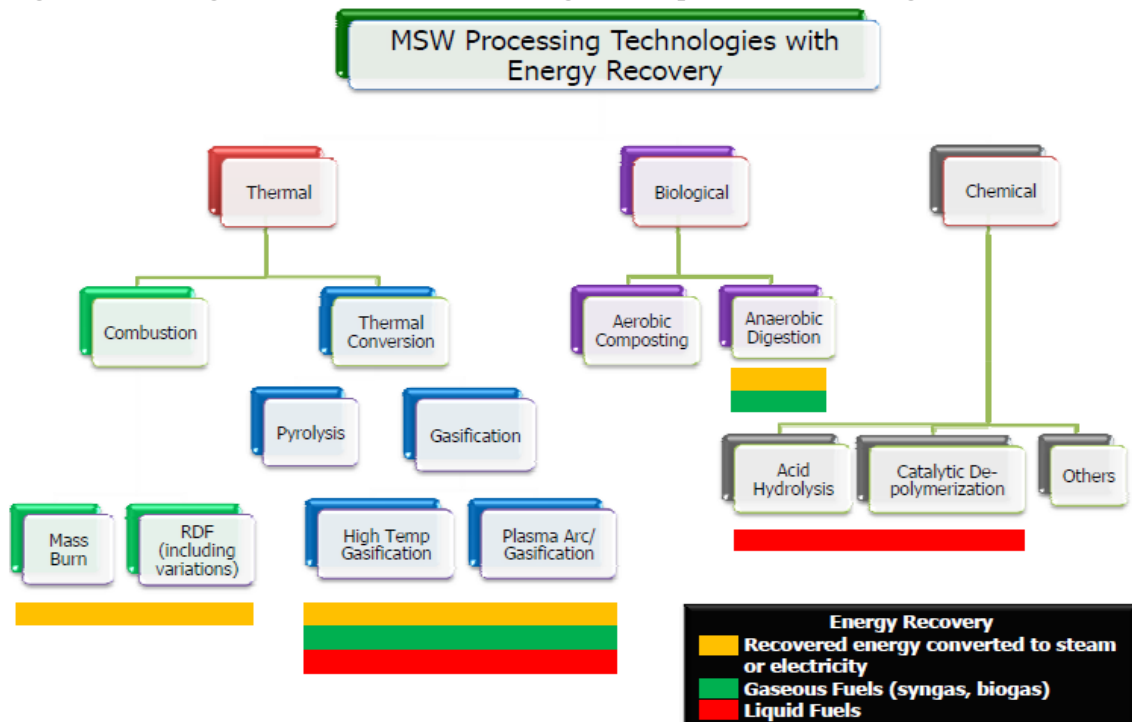 MSW Processing Technologies with
Energy Recovery
Thermal
Biological
Chemical
Combustion
Thermal
Conversion
Aerobic
Composting
Anaerobic
Digestion
Pyrolysis
Gasification
Acid
Hydrolysis
Catalytic De-
polymerization
Others
Mass
Burn
RDF
(including
variations)
High Temp
Gasification
Plasma Arc/
Gasification
Energy Recovery
Recovered energy converted to steam
or electricity
Gaseous Fuels (syngas, biogas)
Liquid Fuels